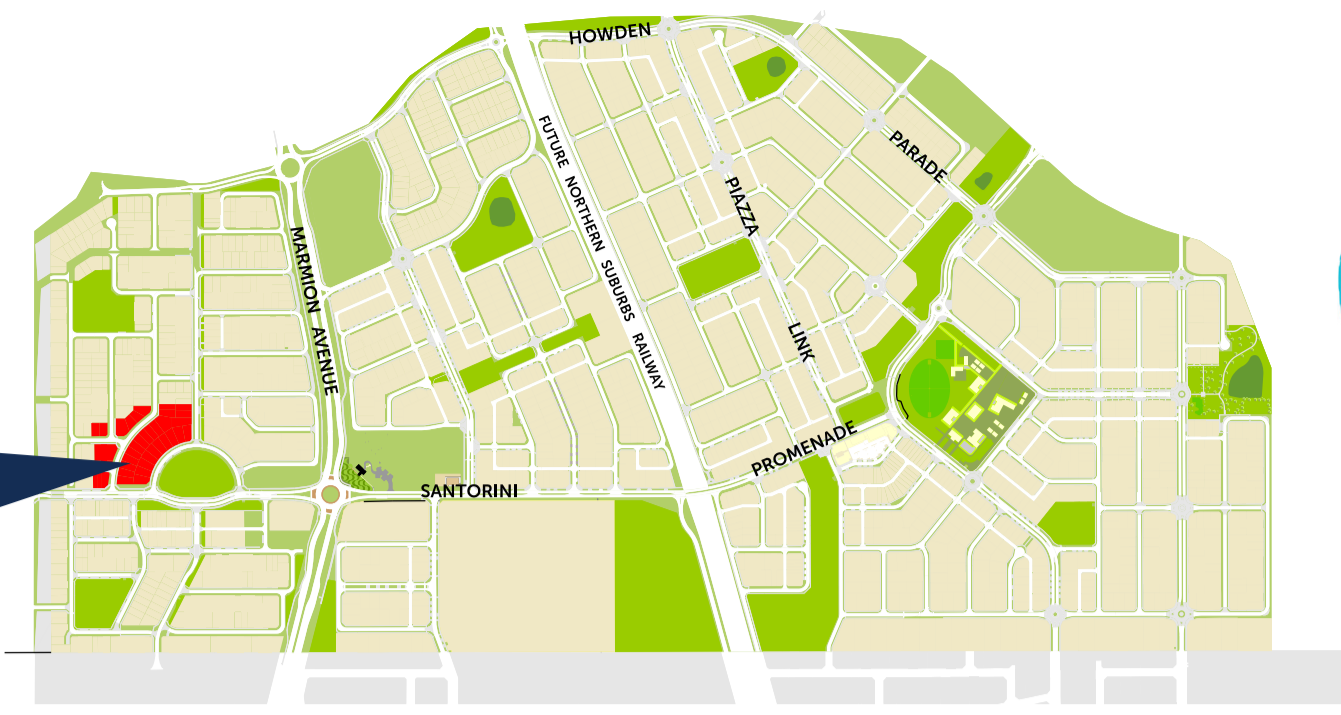 HOWDEN
PARADE
FUTURE NORTHERN SUBURBS RAILWAY
PIAZZA
LINK
MARMION AVENUE
PROMENADE
SANTORINI